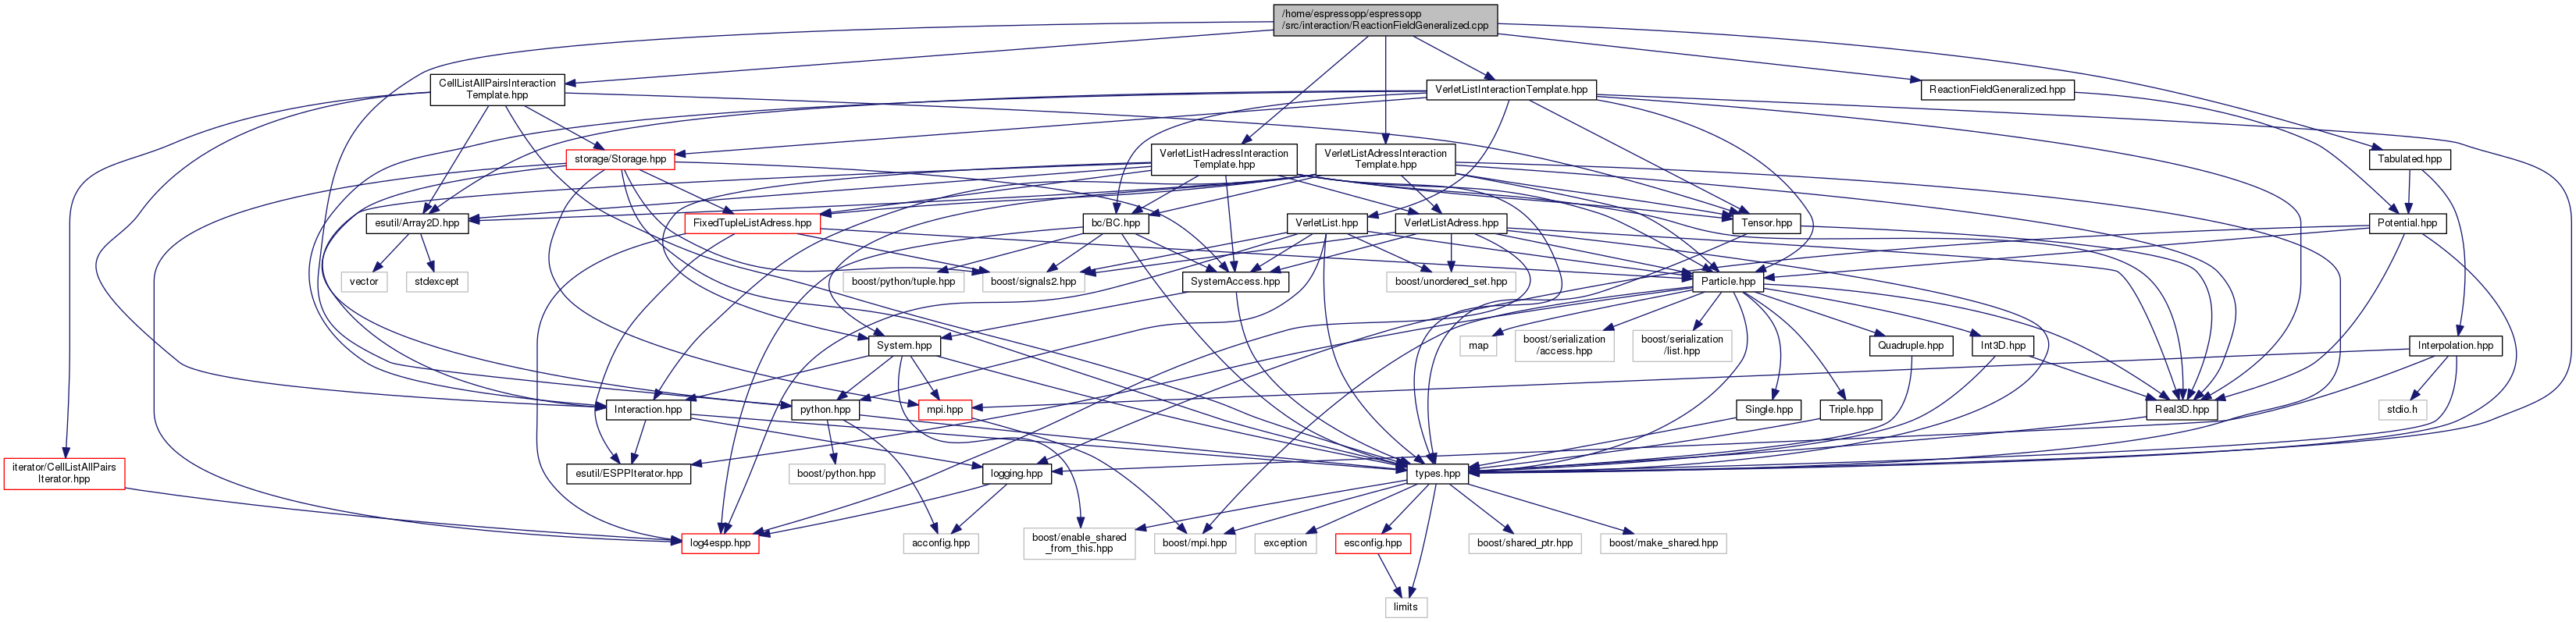 /home/espressopp/espressopp
/src/interaction/ReactionFieldGeneralized.cpp
CellListAllPairsInteraction
Template.hpp
VerletListInteractionTemplate.hpp
ReactionFieldGeneralized.hpp
storage/Storage.hpp
VerletListHadressInteraction
Template.hpp
VerletListAdressInteraction
Template.hpp
Tabulated.hpp
esutil/Array2D.hpp
FixedTupleListAdress.hpp
bc/BC.hpp
VerletList.hpp
VerletListAdress.hpp
Tensor.hpp
Potential.hpp
vector
stdexcept
boost/python/tuple.hpp
boost/signals2.hpp
SystemAccess.hpp
boost/unordered_set.hpp
Particle.hpp
System.hpp
map
boost/serialization
/access.hpp
boost/serialization
/list.hpp
Quadruple.hpp
Int3D.hpp
Interpolation.hpp
Interaction.hpp
python.hpp
mpi.hpp
Single.hpp
Triple.hpp
Real3D.hpp
stdio.h
iterator/CellListAllPairs
Iterator.hpp
esutil/ESPPIterator.hpp
boost/python.hpp
logging.hpp
types.hpp
log4espp.hpp
acconfig.hpp
boost/enable_shared
_from_this.hpp
boost/mpi.hpp
exception
esconfig.hpp
boost/shared_ptr.hpp
boost/make_shared.hpp
limits